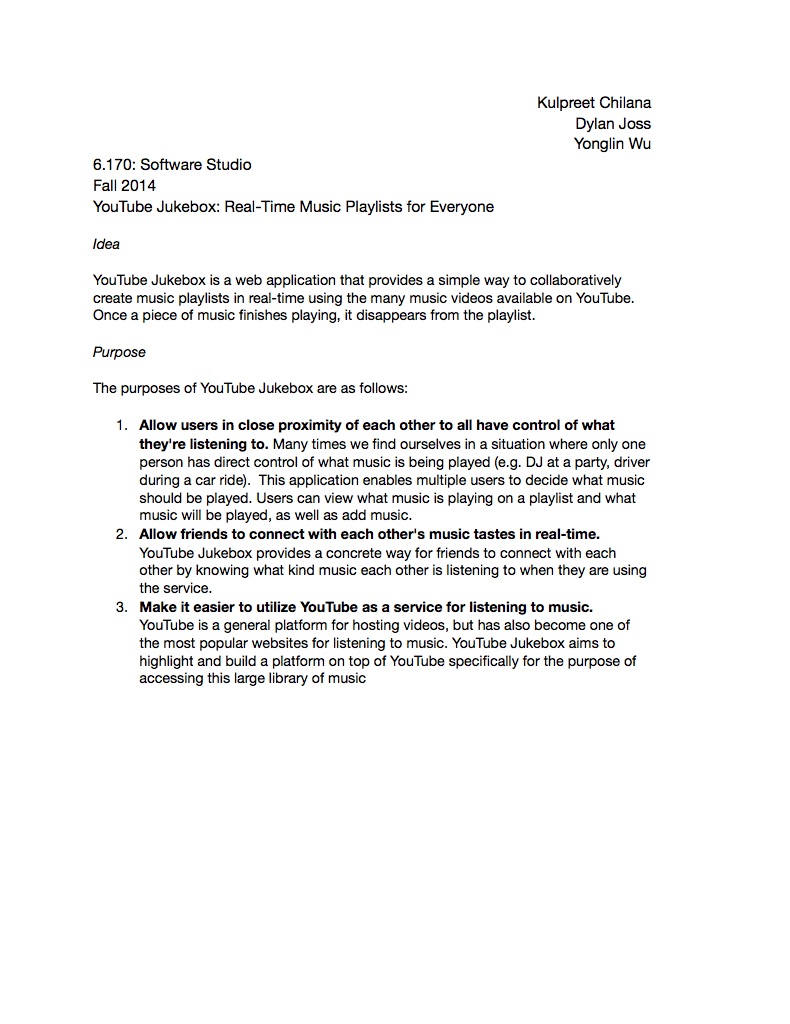 Kulpreet Chilana
Dylan Joss
Yonglin Wu
6.170: Software Studio
Fall 2014
YouTube Jukebox: Real-Time Music Playlists for Everyone
Idea
YouTube Jukebox is a web application that provides a simple way to collaboratively
create music playlists in real-time using the many music videos available on YouTube.
Once a piece of music finishes playing, it disappears from the playlist.
Purpose
The purposes of YouTube Jukebox are as follows:
1. Allow users in close proximity of each other to all have control of what
they're listening to. Many times we find ourselves in a situation where only one
person has direct control of what music is being played (e.g. DJ at a party, driver
during a car ride).  This application enables multiple users to decide what music
should be played. Users can view what music is playing on a playlist and what
music will be played, as well as add music.
2. Allow friends to connect with each other's music tastes in real-time.
YouTube Jukebox provides a concrete way for friends to connect with each
other by knowing what kind music each other is listening to when they are using
the service.
3. Make it easier to utilize YouTube as a service for listening to music.
YouTube is a general platform for hosting videos, but has also become one of
the most popular websites for listening to music. YouTube Jukebox aims to
highlight and build a platform on top of YouTube specifically for the purpose of
accessing this large library of music